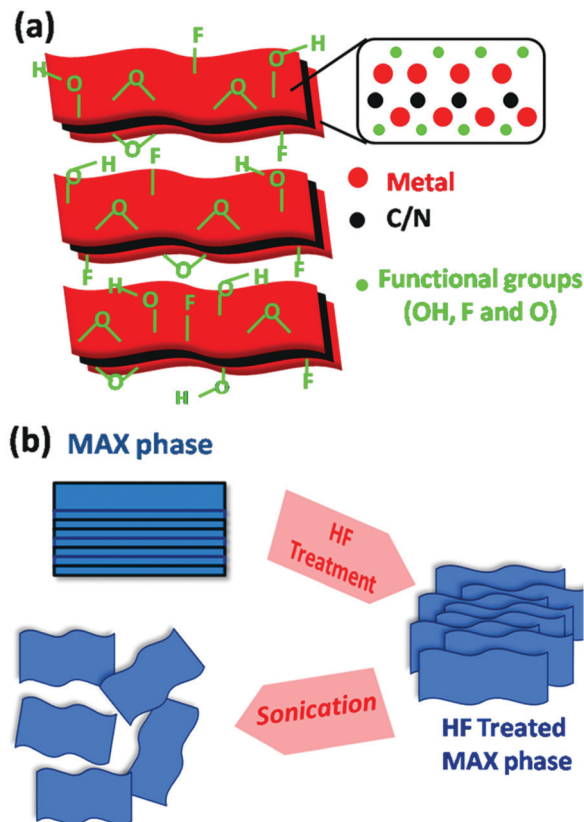 (a)
F
H
H
O
O
O
O
O
F
H
F
H
O
O
O
O
F
O
F
H
H
O
F
O
O
O
O
F
H
O
Metal
C/N
Functional groups
(OH, F and O)
(b) MAX phase
HF
Treatment
Sonication
HF Treated
MAX phase